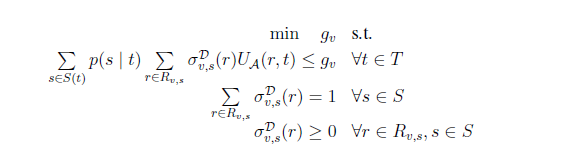 min g_v s.t.
∑_{s∈S(t)} p(s | t) ∑_{r∈R_{v,s}} σ^𝒟_{v,s}(r)U_𝒜(r, t) ≤ g_v ∀t ∈ T
∑_{r∈R_{v,s}} σ^𝒟_{v,s}(r) = 1 ∀s ∈ S
σ^𝒟_{v,s}(r) ≥ 0 ∀r ∈ R_{v,s}, s ∈ S